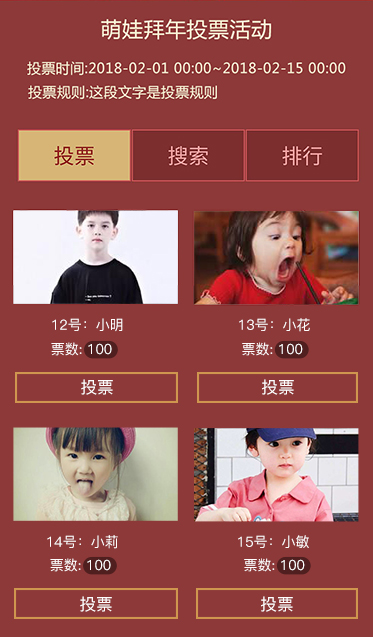 萌娃拜年投票活动
投票时间:2018-02-01 00:00~2018-02-15 00:00
投票规则:这段文字是投票规则
投票 搜索 排行
12号：小明 13号：小花
票数:100 票数:100
投票 投票
14号：小莉 15号：小敏
票数:100 票数:100
投票 投票